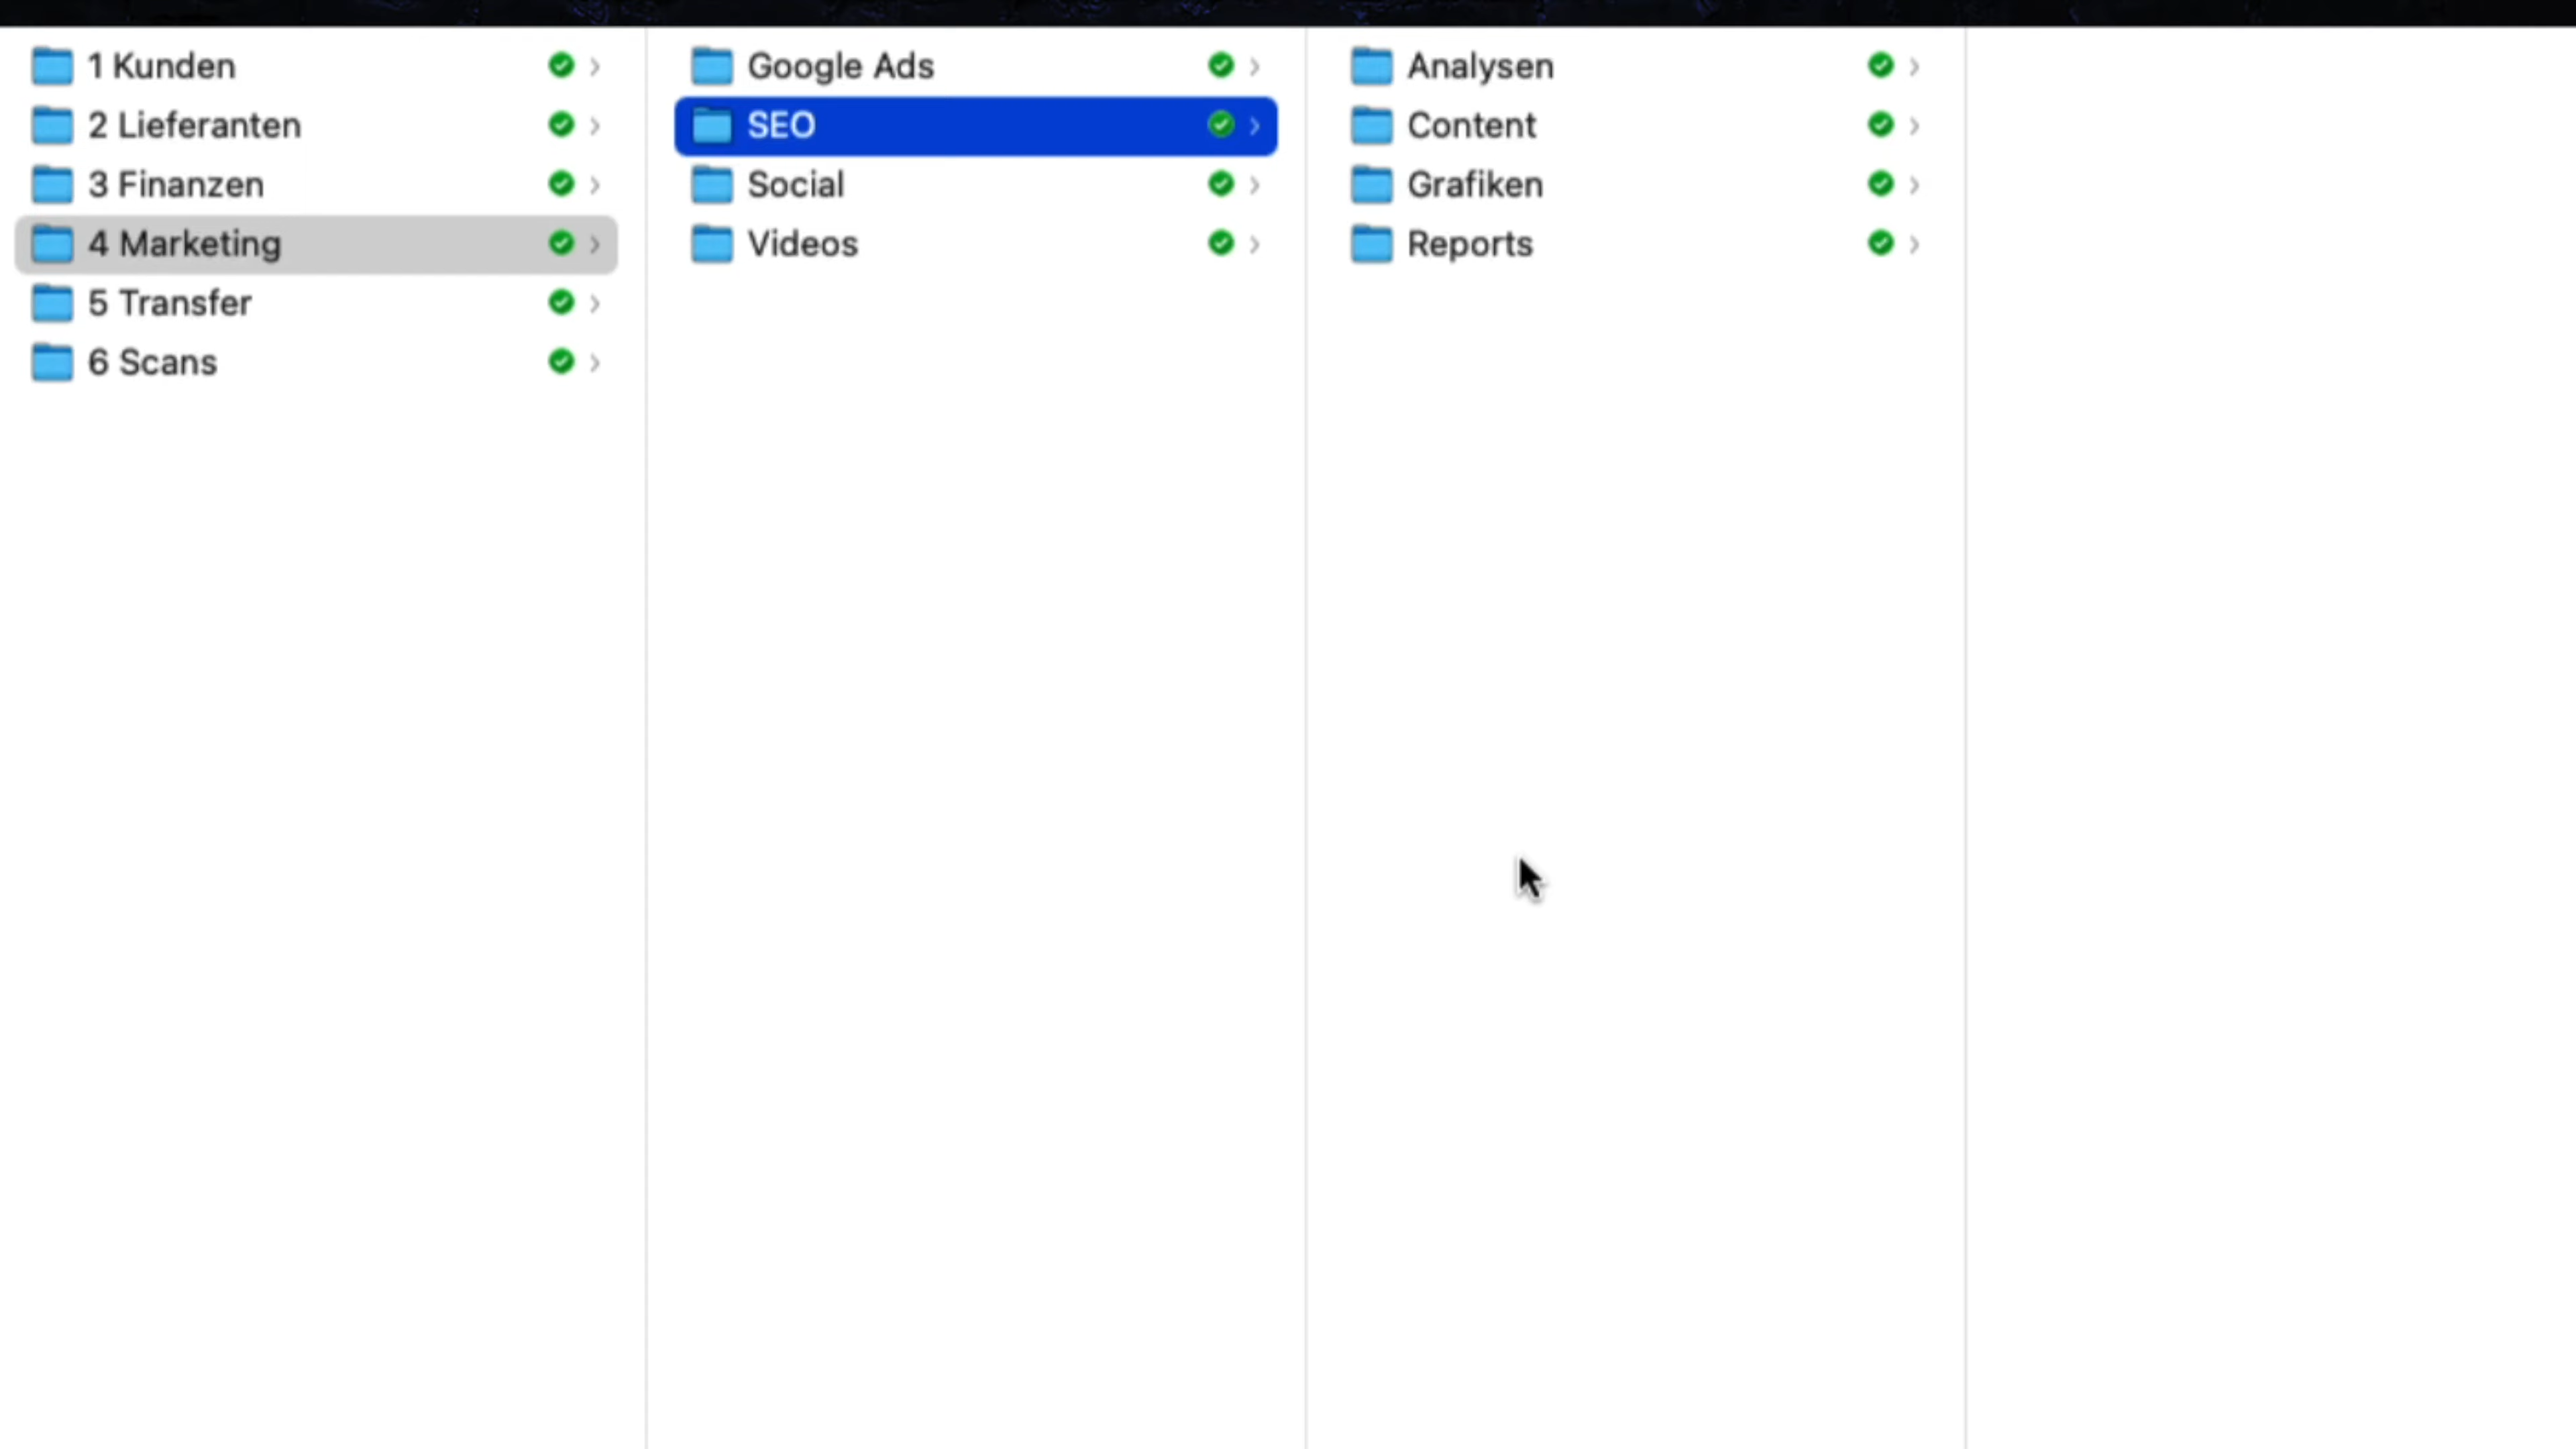 1 Kunden
2 Lieferanten
3 Finanzen
4 Marketing
5 Transfer
6 Scans
Google Ads
SEO
Social
Videos
Analysen
Content
Grafiken
Reports